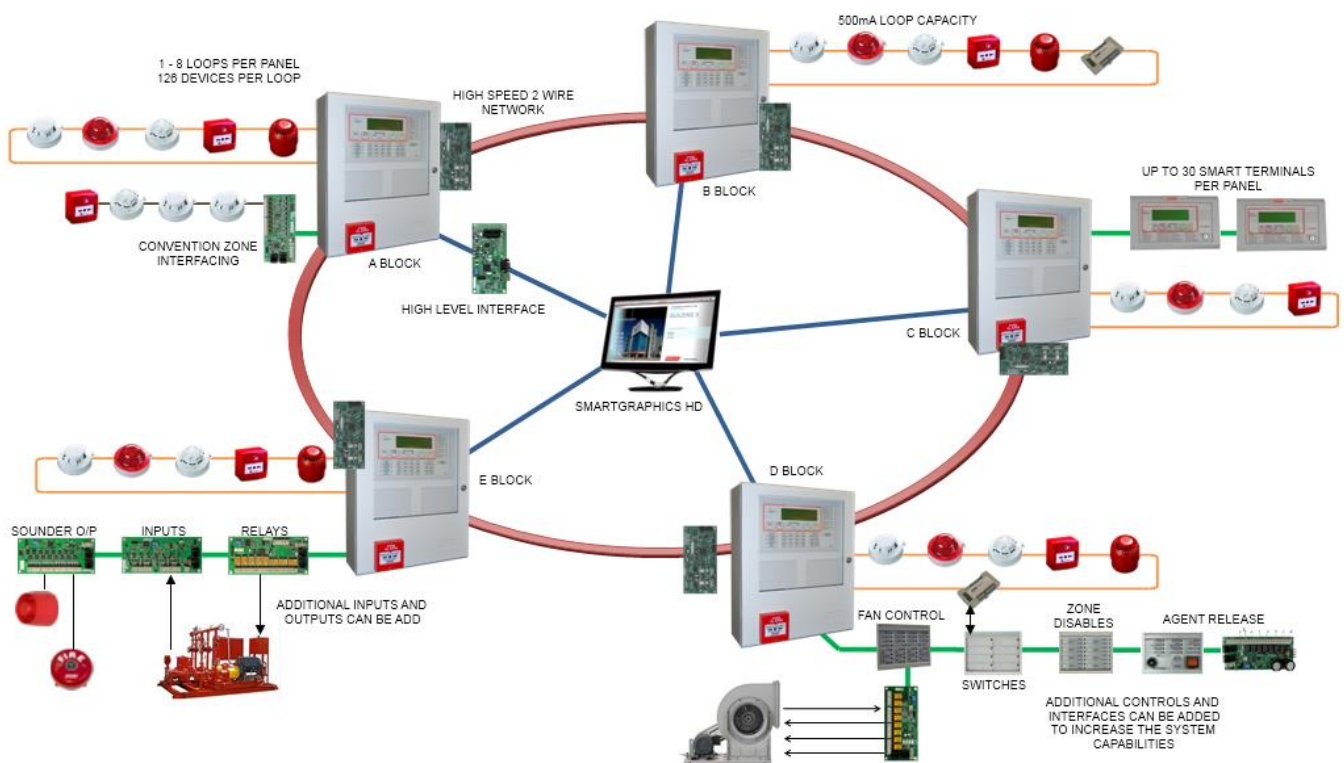 500mA LOOP CAPACITY
1 - 8 LOOPS PER PANEL
126 DEVICES PER LOOP
HIGH SPEED 2 WIRE
NETWORK
B BLOCK
UP TO 30 SMART TERMINALS
PER PANEL
CONVENTION ZONE
INTERFACING
A BLOCK
HIGH LEVEL INTERFACE
C BLOCK
SMARTGRAPHICS HD
D BLOCK
E BLOCK
SOUNDER O/P
INPUTS
RELAYS
ADDITIONAL INPUTS AND
OUTPUTS CAN BE ADD
FIRE
FAN CONTROL
ZONE
DISABLES
AGENT RELEASE
SWITCHES
ADDITIONAL CONTROLS AND
INTERFACES CAN BE ADDED
TO INCREASE THE SYSTEM
CAPABILITIES